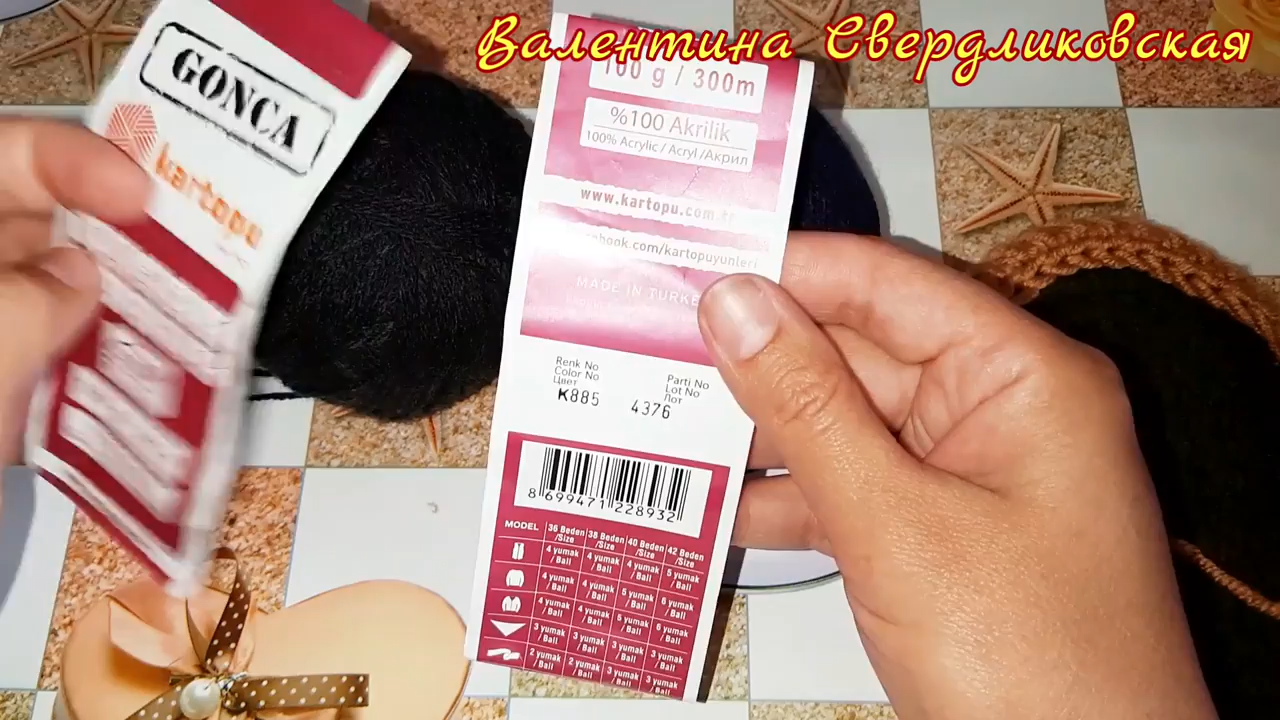 Валентина Свердликовская
GONCA
kartopu
100 g / 300m
%100 Akrilik
100% Acrylic / Acryl /Акрил
www.kartopu.com.tr
facebook.com/kartopuyunleri
MADE IN TURKE
Renk No
Color No
Цвет
K885
Parti No
Lot No
Лот
4376
8 699471 228932
MODEL 36 Beden /Size 38 Beden /Size 40 Beden /Size 42 Beden /Size
4 yumak / Ball 4 yumak / Ball 4 yumak / Ball 5 yumak / Ball
4 yumak / Ball 4 yumak / Ball 5 yumak / Ball 6 yumak / Ball
4 yumak / Ball 4 yumak / Ball 5 yumak / Ball 6 yumak / Ball
3 yumak / Ball 3 yumak / Ball 3 yumak / Ball 3 yumak / Ball
2 yumak / Ball 2 yumak / Ball 3 yumak / Ball 3 yumak / Ball